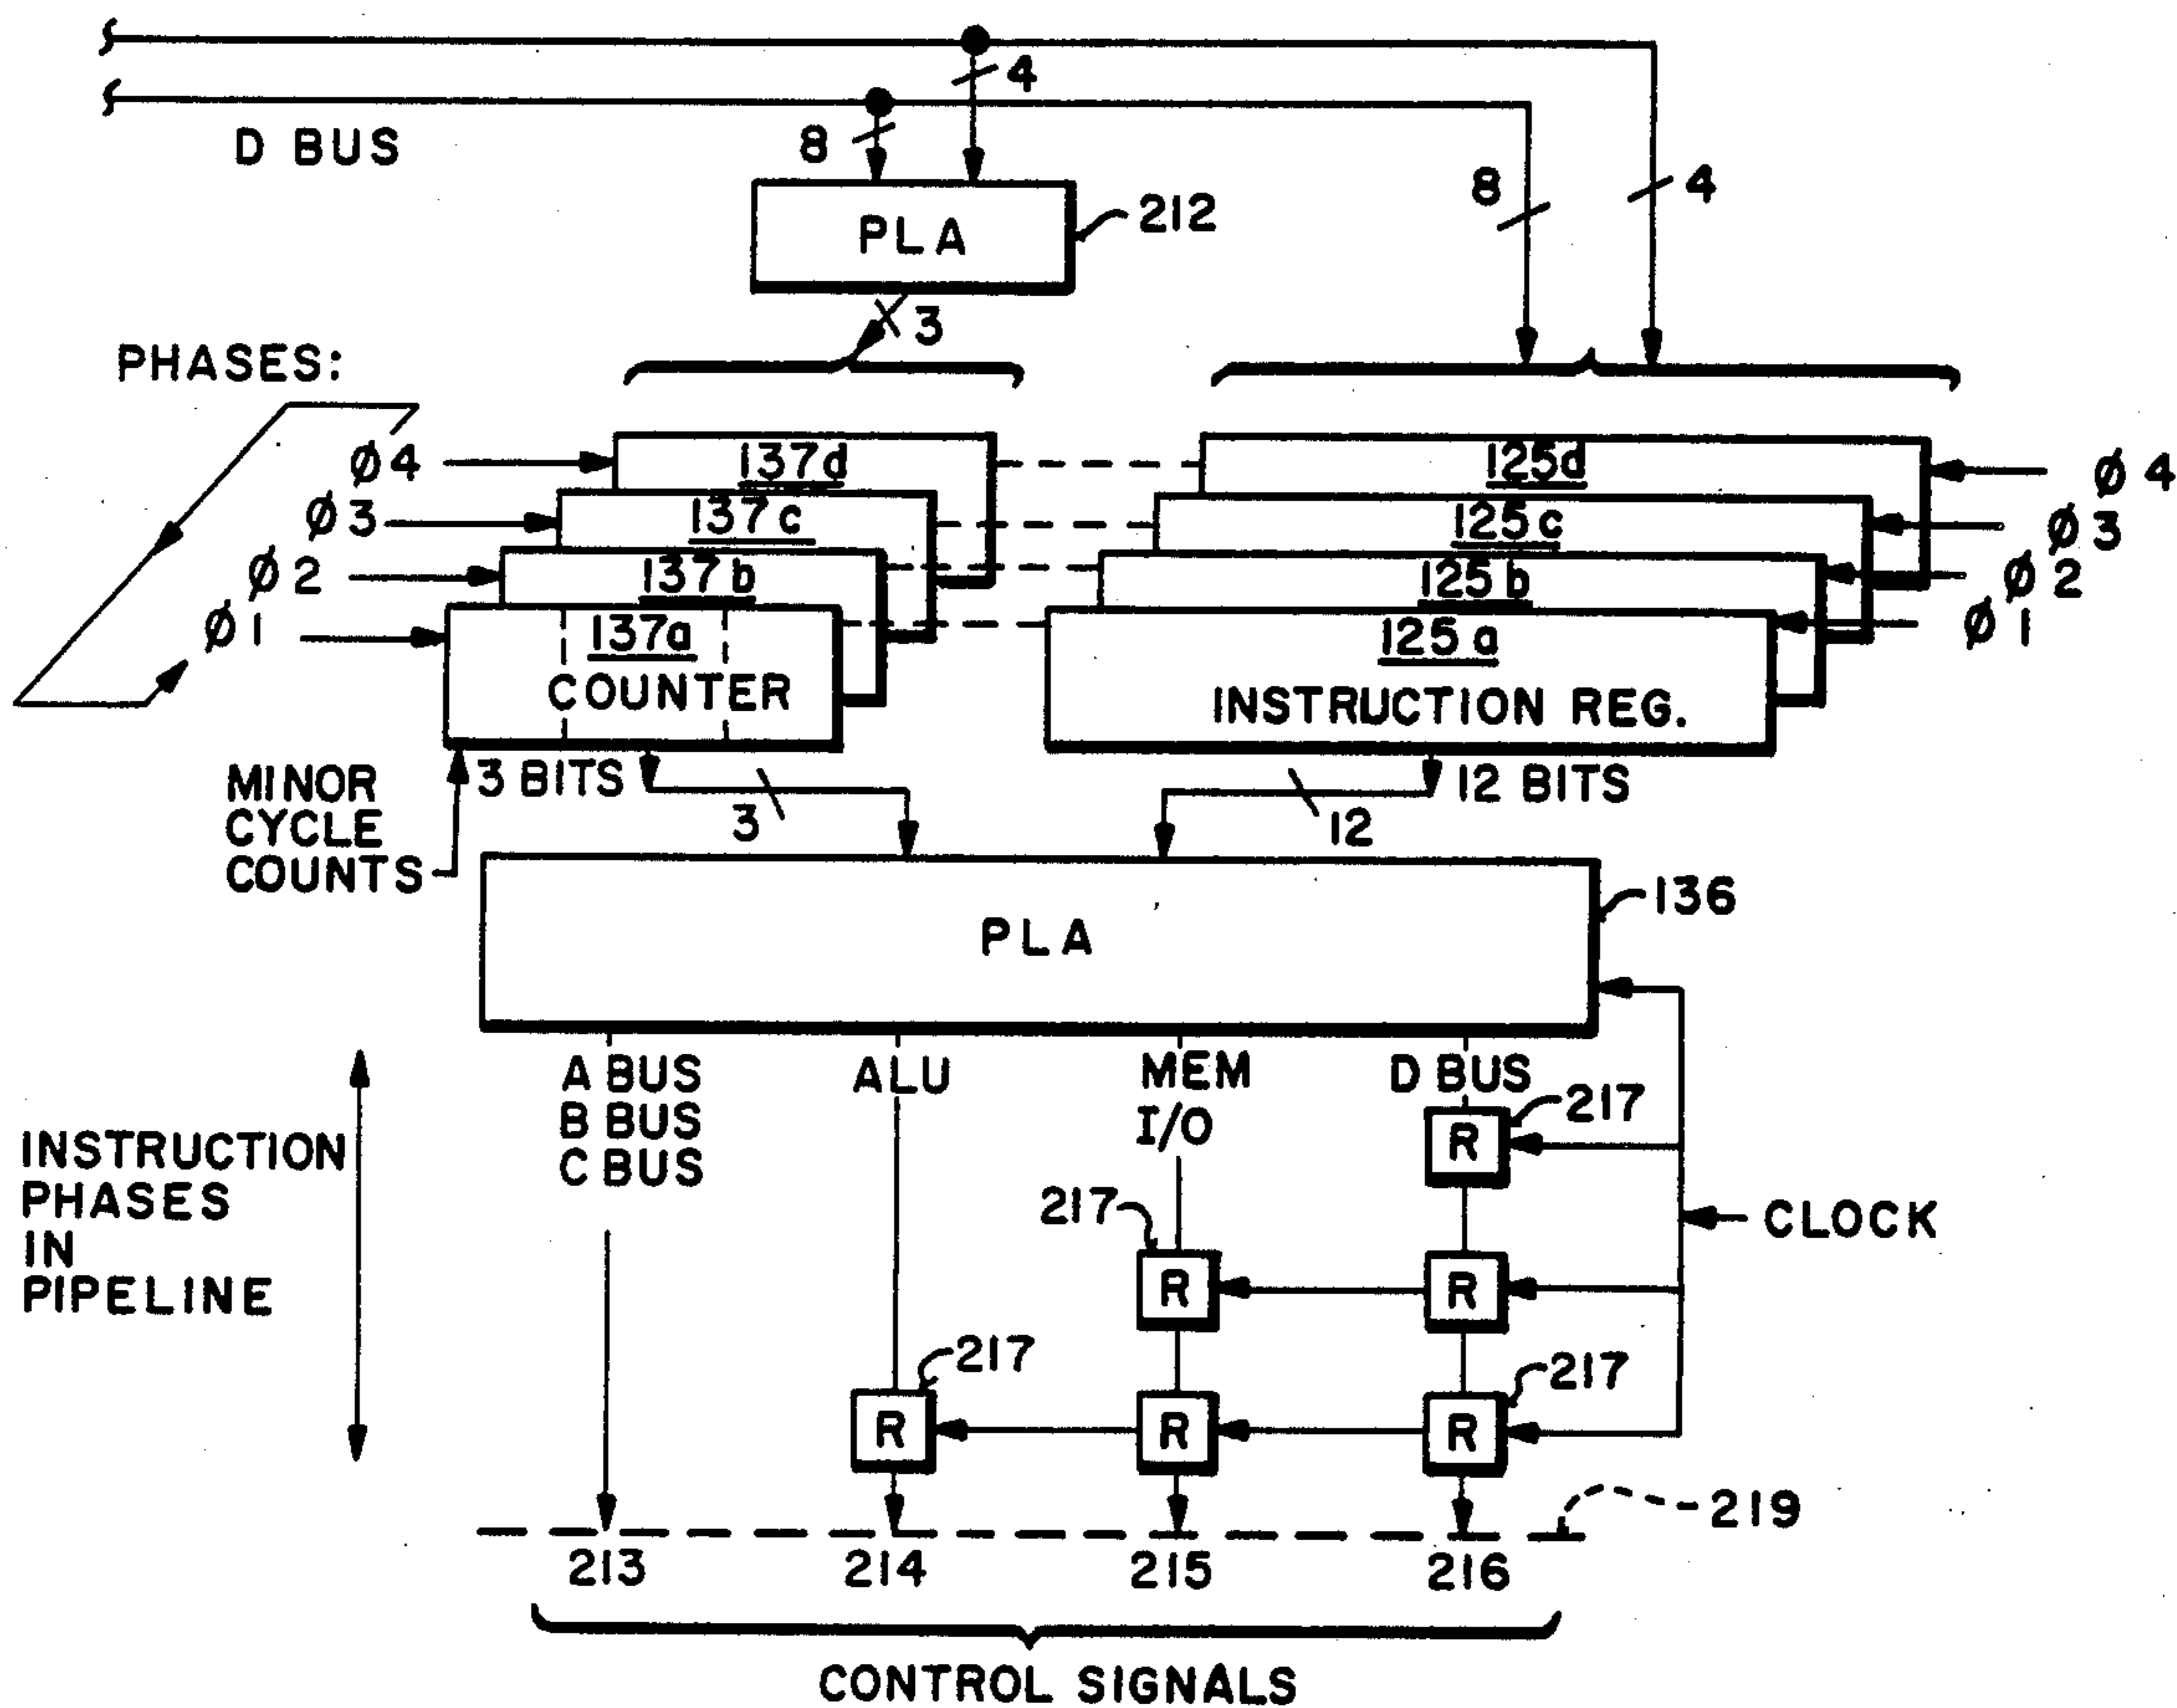 4
8
D BUS
8
4
PLA
212
3
PHASES:
ø4
137d
125d
ø4
ø3
137c
125c
ø3
ø2
137b
125b
ø2
ø1
137a
125a
ø1
COUNTER
INSTRUCTION REG.
MINOR
CYCLE
COUNTS
3 BITS
3
12 BITS
12
PLA
136
A BUS
B BUS
C BUS
ALU
MEM
I/O
D BUS
217
R
INSTRUCTION
PHASES
IN
PIPELINE
217
R
R
CLOCK
217
R
R
217
R
219
213
214
215
216
CONTROL SIGNALS